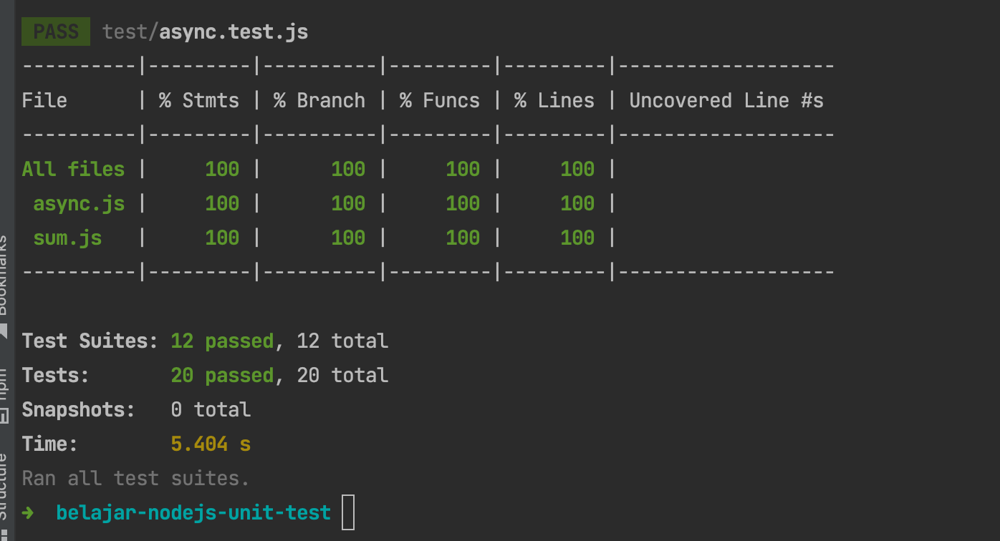 PASS test/async.test.js
----------|---------|----------|---------|---------|-------------------
File      | % Stmts | % Branch | % Funcs | % Lines | Uncovered Line #s
----------|---------|----------|---------|---------|-------------------
All files |     100 |      100 |     100 |     100 |
 async.js |     100 |      100 |     100 |     100 |
 sum.js   |     100 |      100 |     100 |     100 |
----------|---------|----------|---------|---------|-------------------
Test Suites: 12 passed, 12 total
Tests:       20 passed, 20 total
Snapshots:   0 total
Time:        5.404 s
Ran all test suites.
➜  belajar-nodejs-unit-test
Bookmarks
npm
Structure